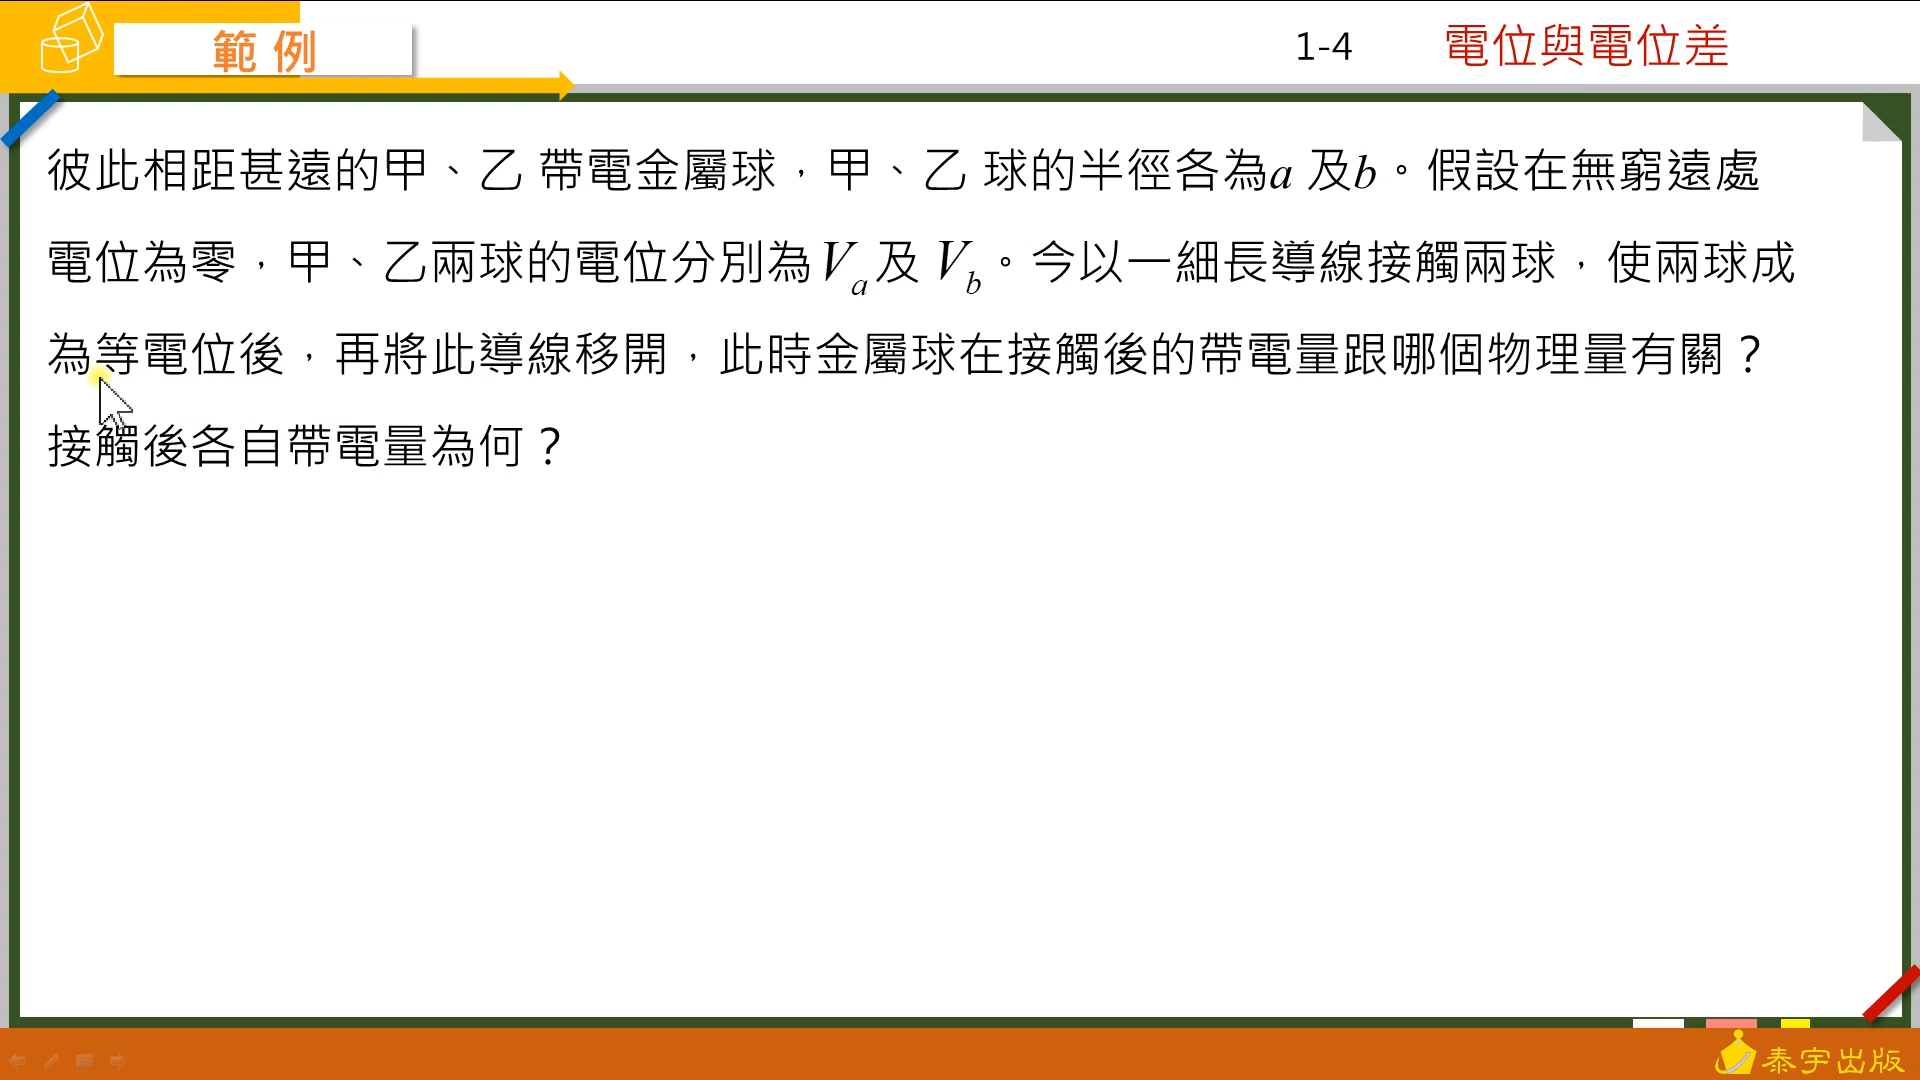 範例
1-4 電位與電位差
彼此相距甚遠的甲、乙 帶電金屬球，甲、乙 球的半徑各為a 及b。假設在無窮遠處
電位為零，甲、乙兩球的電位分別為 Va 及 Vb。今以一細長導線接觸兩球，使兩球成
為等電位後，再將此導線移開，此時金屬球在接觸後的帶電量跟哪個物理量有關？
接觸後各自帶電量為何？
泰宇出版